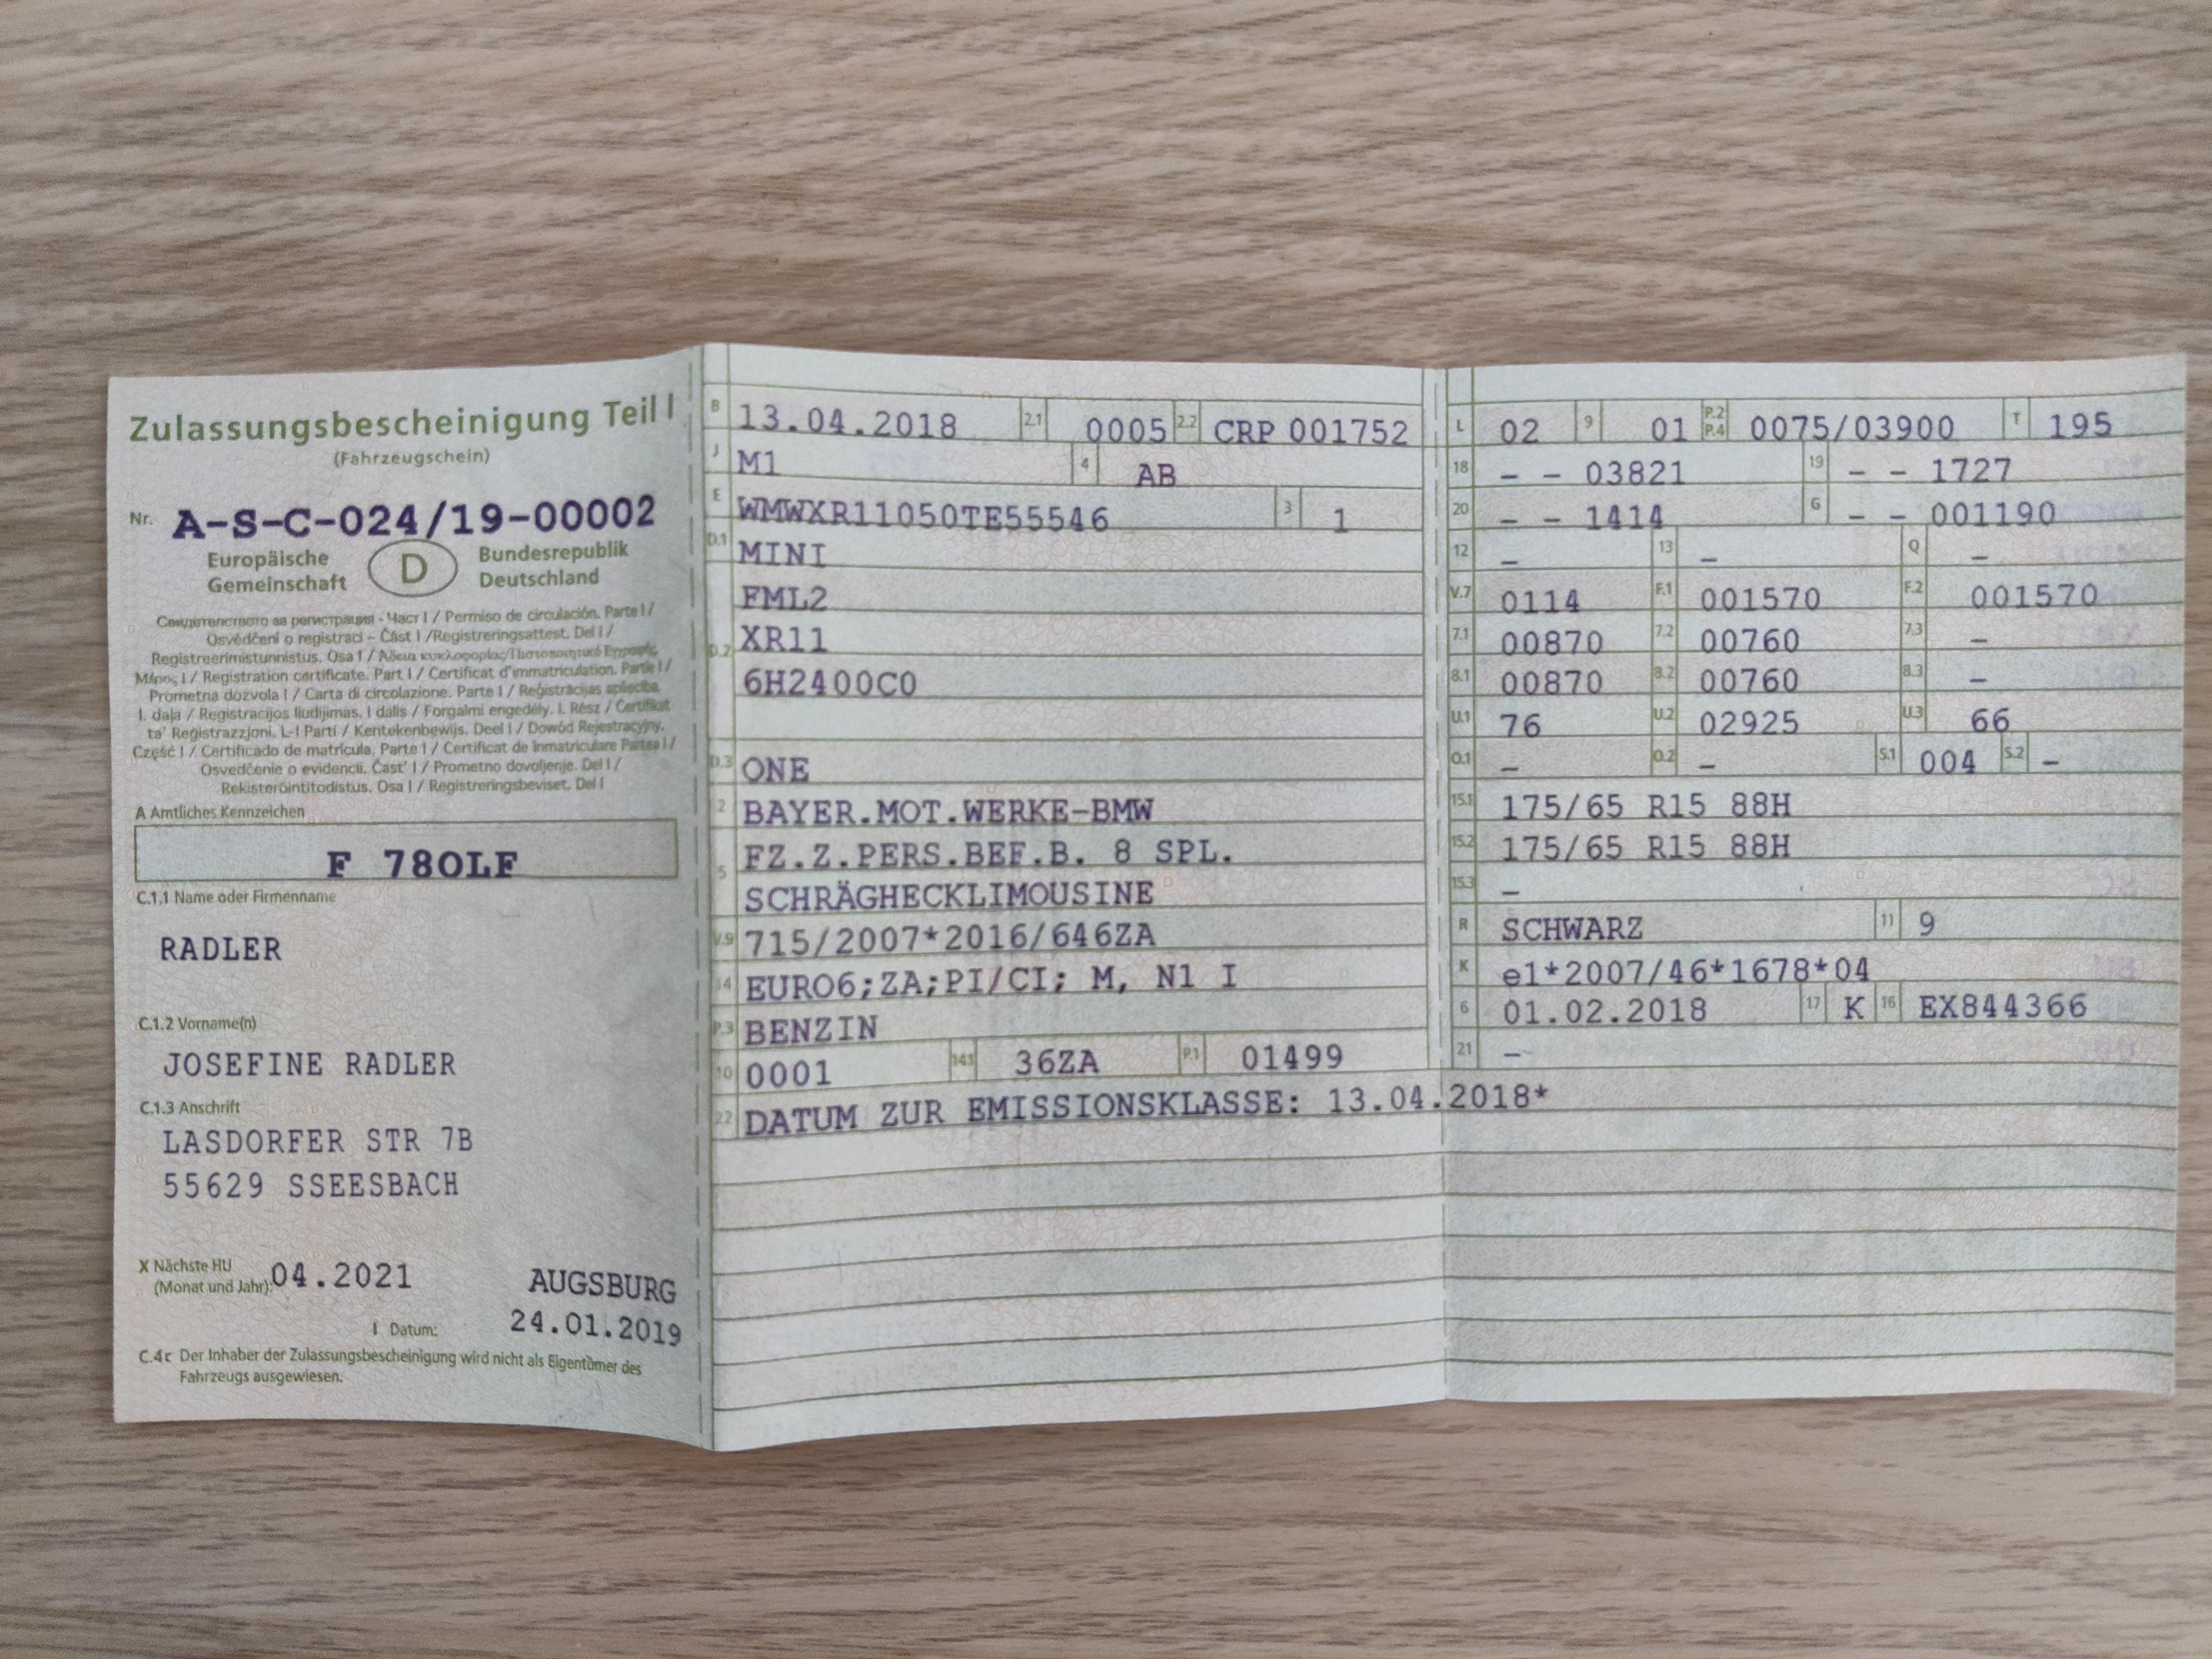 Zulassungsbescheinigung Teil I
(Fahrzeugschein)
Nr. A-S-C-024/19-00002
Europäische Gemeinschaft D Bundesrepublik Deutschland
Свидетелство за регистрация - Част I / Permiso de circulación. Parte I /
Osvědčení o registraci – Část I /Registreringsattest. Del I /
Registreerimistunnistus. Osa I / Άδεια κυκλοφορίας/Πιστοποιητικό Εγγραφής
Μέρος I / Registration certificate. Part I / Certificat d'immatriculation. Partie I /
Prometna dozvola I / Carta di circolazione. Parte I / Reģistrācijas apliecība.
I. daļa / Registracijos liudijimas. I dalis / Forgalmi engedély. I. Rész / Ċertifikat
ta' Reġistrazzjoni. L-I Parti / Kentekenbewijs. Deel I / Dowód Rejestracyjny.
Część I / Certificado de matrícula. Parte I / Certificat de înmatriculare Partea I /
Osvedčenie o evidencii. Časť I / Prometno dovoljenje. Del I /
Rekisteröintitodistus. Osa I / Registreringsbeviset. Del I
A Amtliches Kennzeichen
F 78OLF
C.1.1 Name oder Firmenname
RADLER
C.1.2 Vorname(n)
JOSEFINE RADLER
C.1.3 Anschrift
LASDORFER STR 7B
55629 SSEESBACH
X Nächste HU
(Monat und Jahr): 04.2021
AUGSBURG
I Datum: 24.01.2019
C.4c Der Inhaber der Zulassungsbescheinigung wird nicht als Eigentümer des
Fahrzeugs ausgewiesen.
B 13.04.2018 2.1 0005 2.2 CRP 001752
J M1 4 AB
E WMWXR11050TE55546 3 1
D.1 MINI
FML2
D.2 XR11
6H2400C0
D.3 ONE
2 BAYER.MOT.WERKE-BMW
5 FZ.Z.PERS.BEF.B. 8 SPL.
SCHRÄGHECKLIMOUSINE
V.9 715/2007*2016/646ZA
14 EURO6;ZA;PI/CI; M, N1 I
P.3 BENZIN
10 0001 14.1 36ZA P.1 01499
22 DATUM ZUR EMISSIONSKLASSE: 13.04.2018*
L 02 9 01 P.2 P.4 0075/03900 T 195
18 – – 03821 19 – – 1727
20 – – 1414 G – – 001190
12 – 13 – Q –
V.7 0114 F.1 001570 F.2 001570
7.1 00870 7.2 00760 7.3 –
8.1 00870 8.2 00760 8.3 –
U.1 76 U.2 02925 U.3 66
O.1 – O.2 – S.1 004 S.2 –
15.1 175/65 R15 88H
15.2 175/65 R15 88H
15.3 –
R SCHWARZ 11 9
K e1*2007/46*1678*04
6 01.02.2018 17 K 16 EX844366
21 –